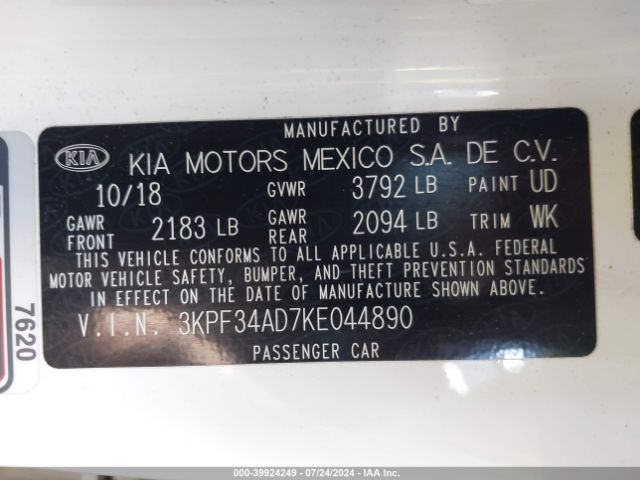 MANUFACTURED BY
KIA KIA MOTORS MEXICO S.A. DE C.V.
10/18 GVWR 3792 LB PAINT UD
GAWR FRONT 2183 LB GAWR REAR 2094 LB TRIM WK
THIS VEHICLE CONFORMS TO ALL APPLICABLE U.S.A. FEDERAL
MOTOR VEHICLE SAFETY, BUMPER, AND THEFT PREVENTION STANDARDS
IN EFFECT ON THE DATE OF MANUFACTURE SHOWN ABOVE.
V.I.N. 3KPF34AD7KE044890
PASSENGER CAR
7620
000-39924249 - 07/24/2024 - IAA, Inc.